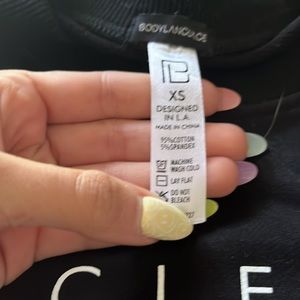 BODYLANGUAGE
XS
DESIGNED
IN L.A.
MADE IN CHINA
95%COTTON
5%SPANDEX
MACHINE
WASH COLD
LAY FLAT
DO NOT
BLEACH
C L E